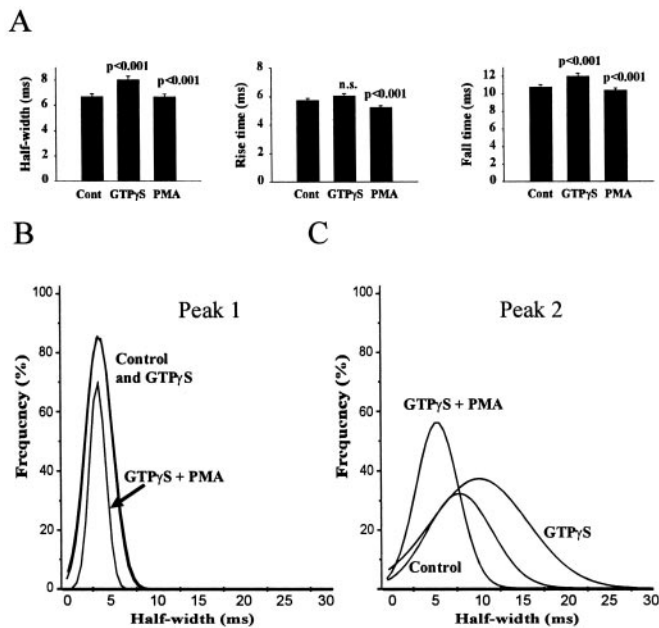 A
p<0.001
p<0.001
Half-width (ms)
8
6
4
2
0
Cont GTPγS PMA
n.s.
p<0.001
Rise time (ms)
8
6
4
2
0
Cont GTPγS PMA
p<0.001
p<0.001
Fall time (ms)
12
10
8
6
4
2
0
Cont GTPγS PMA
B
Peak 1
Frequency (%)
100
80
60
40
20
0
Control
and GTPγS
GTPγS + PMA
0 5 10 15 20 25 30
Half-width (ms)
C
Peak 2
Frequency (%)
100
80
60
40
20
0
GTPγS + PMA
GTPγS
Control
0 5 10 15 20 25 30
Half-width (ms)